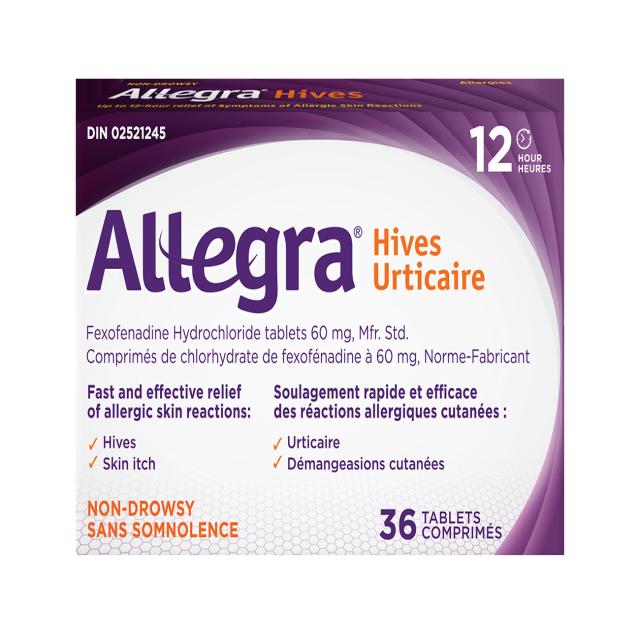 NON-DROWSY
Allegra® Hives
Allergies
Up to 12-hour relief of Symptoms of Allergic Skin Reactions
DIN 02521245
12 HOUR
HEURES
Allegra® Hives
Urticaire
Fexofenadine Hydrochloride tablets 60 mg, Mfr. Std.
Comprimés de chlorhydrate de fexofénadine à 60 mg, Norme-Fabricant
Fast and effective relief
of allergic skin reactions:
✓ Hives
✓ Skin itch
Soulagement rapide et efficace
des réactions allergiques cutanées :
✓ Urticaire
✓ Démangeasions cutanées
NON-DROWSY
SANS SOMNOLENCE
36 TABLETS
COMPRIMÉS